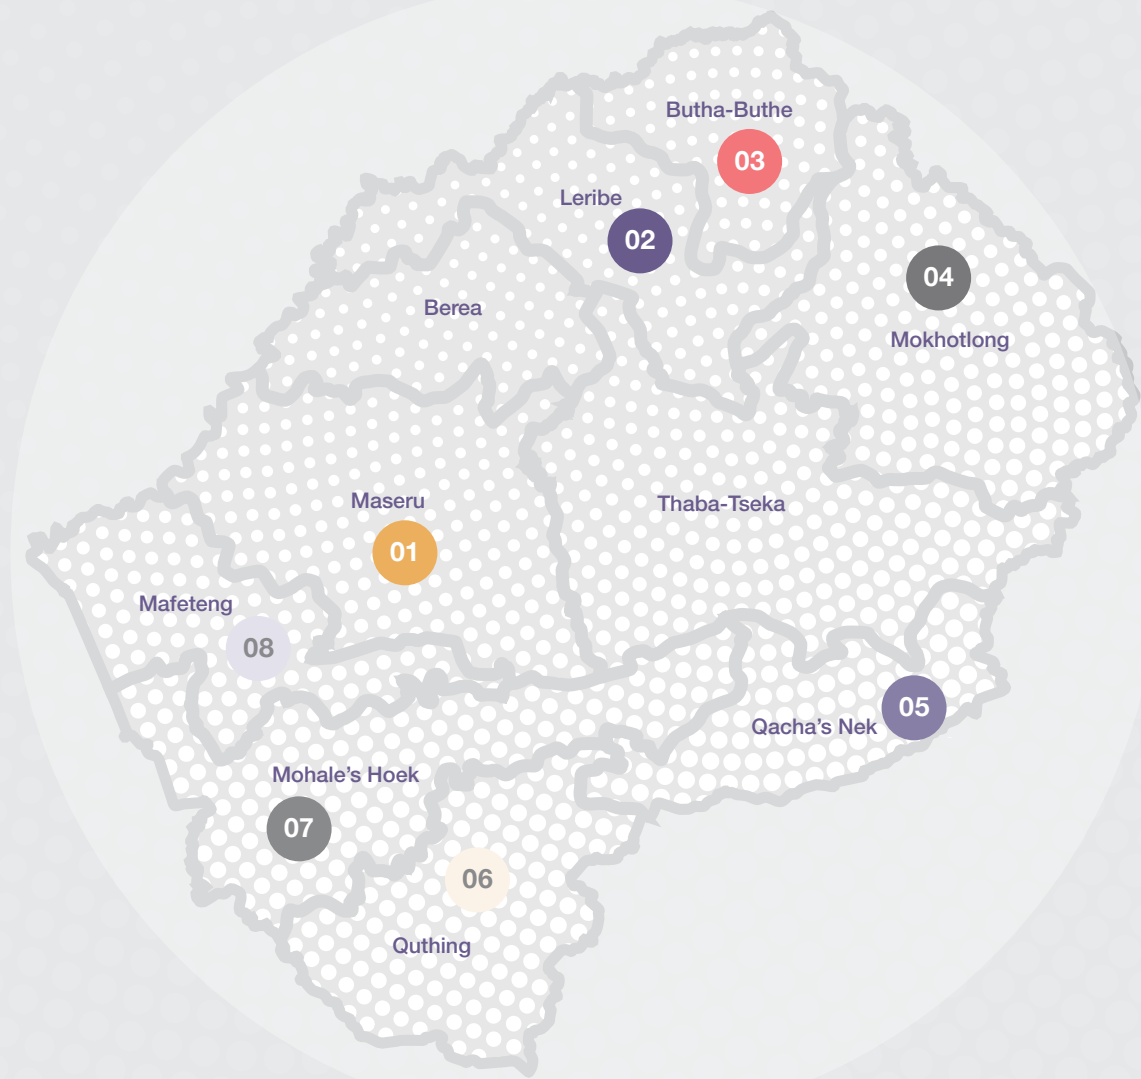 Butha-Buthe
03
Leribe
02
04
Berea
Mokhotlong
Maseru
Thaba-Tseka
01
Mafeteng
08
05
Qacha’s Nek
Mohale’s Hoek
07
06
Quthing